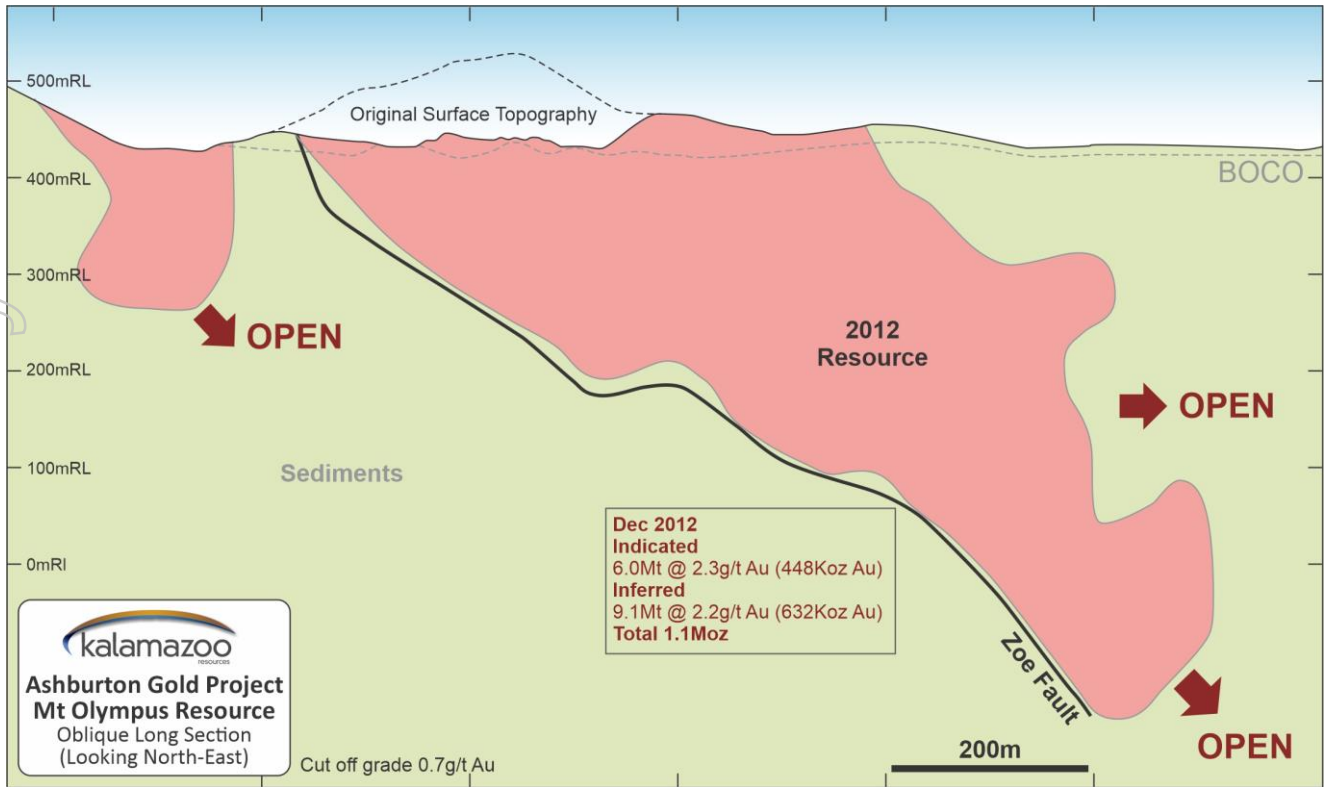 500mRL
Original Surface Topography
400mRL
BOCO
300mRL
OPEN
2012
Resource
200mRL
OPEN
100mRL
Sediments
Dec 2012
Indicated
6.0Mt @ 2.3g/t Au (448Koz Au)
Inferred
9.1Mt @ 2.2g/t Au (632Koz Au)
Total 1.1Moz
0mRl
kalamazoo
resources
Ashburton Gold Project
Mt Olympus Resource
Oblique Long Section
(Looking North-East)
Cut off grade 0.7g/t Au
Zoe Fault
200m
OPEN